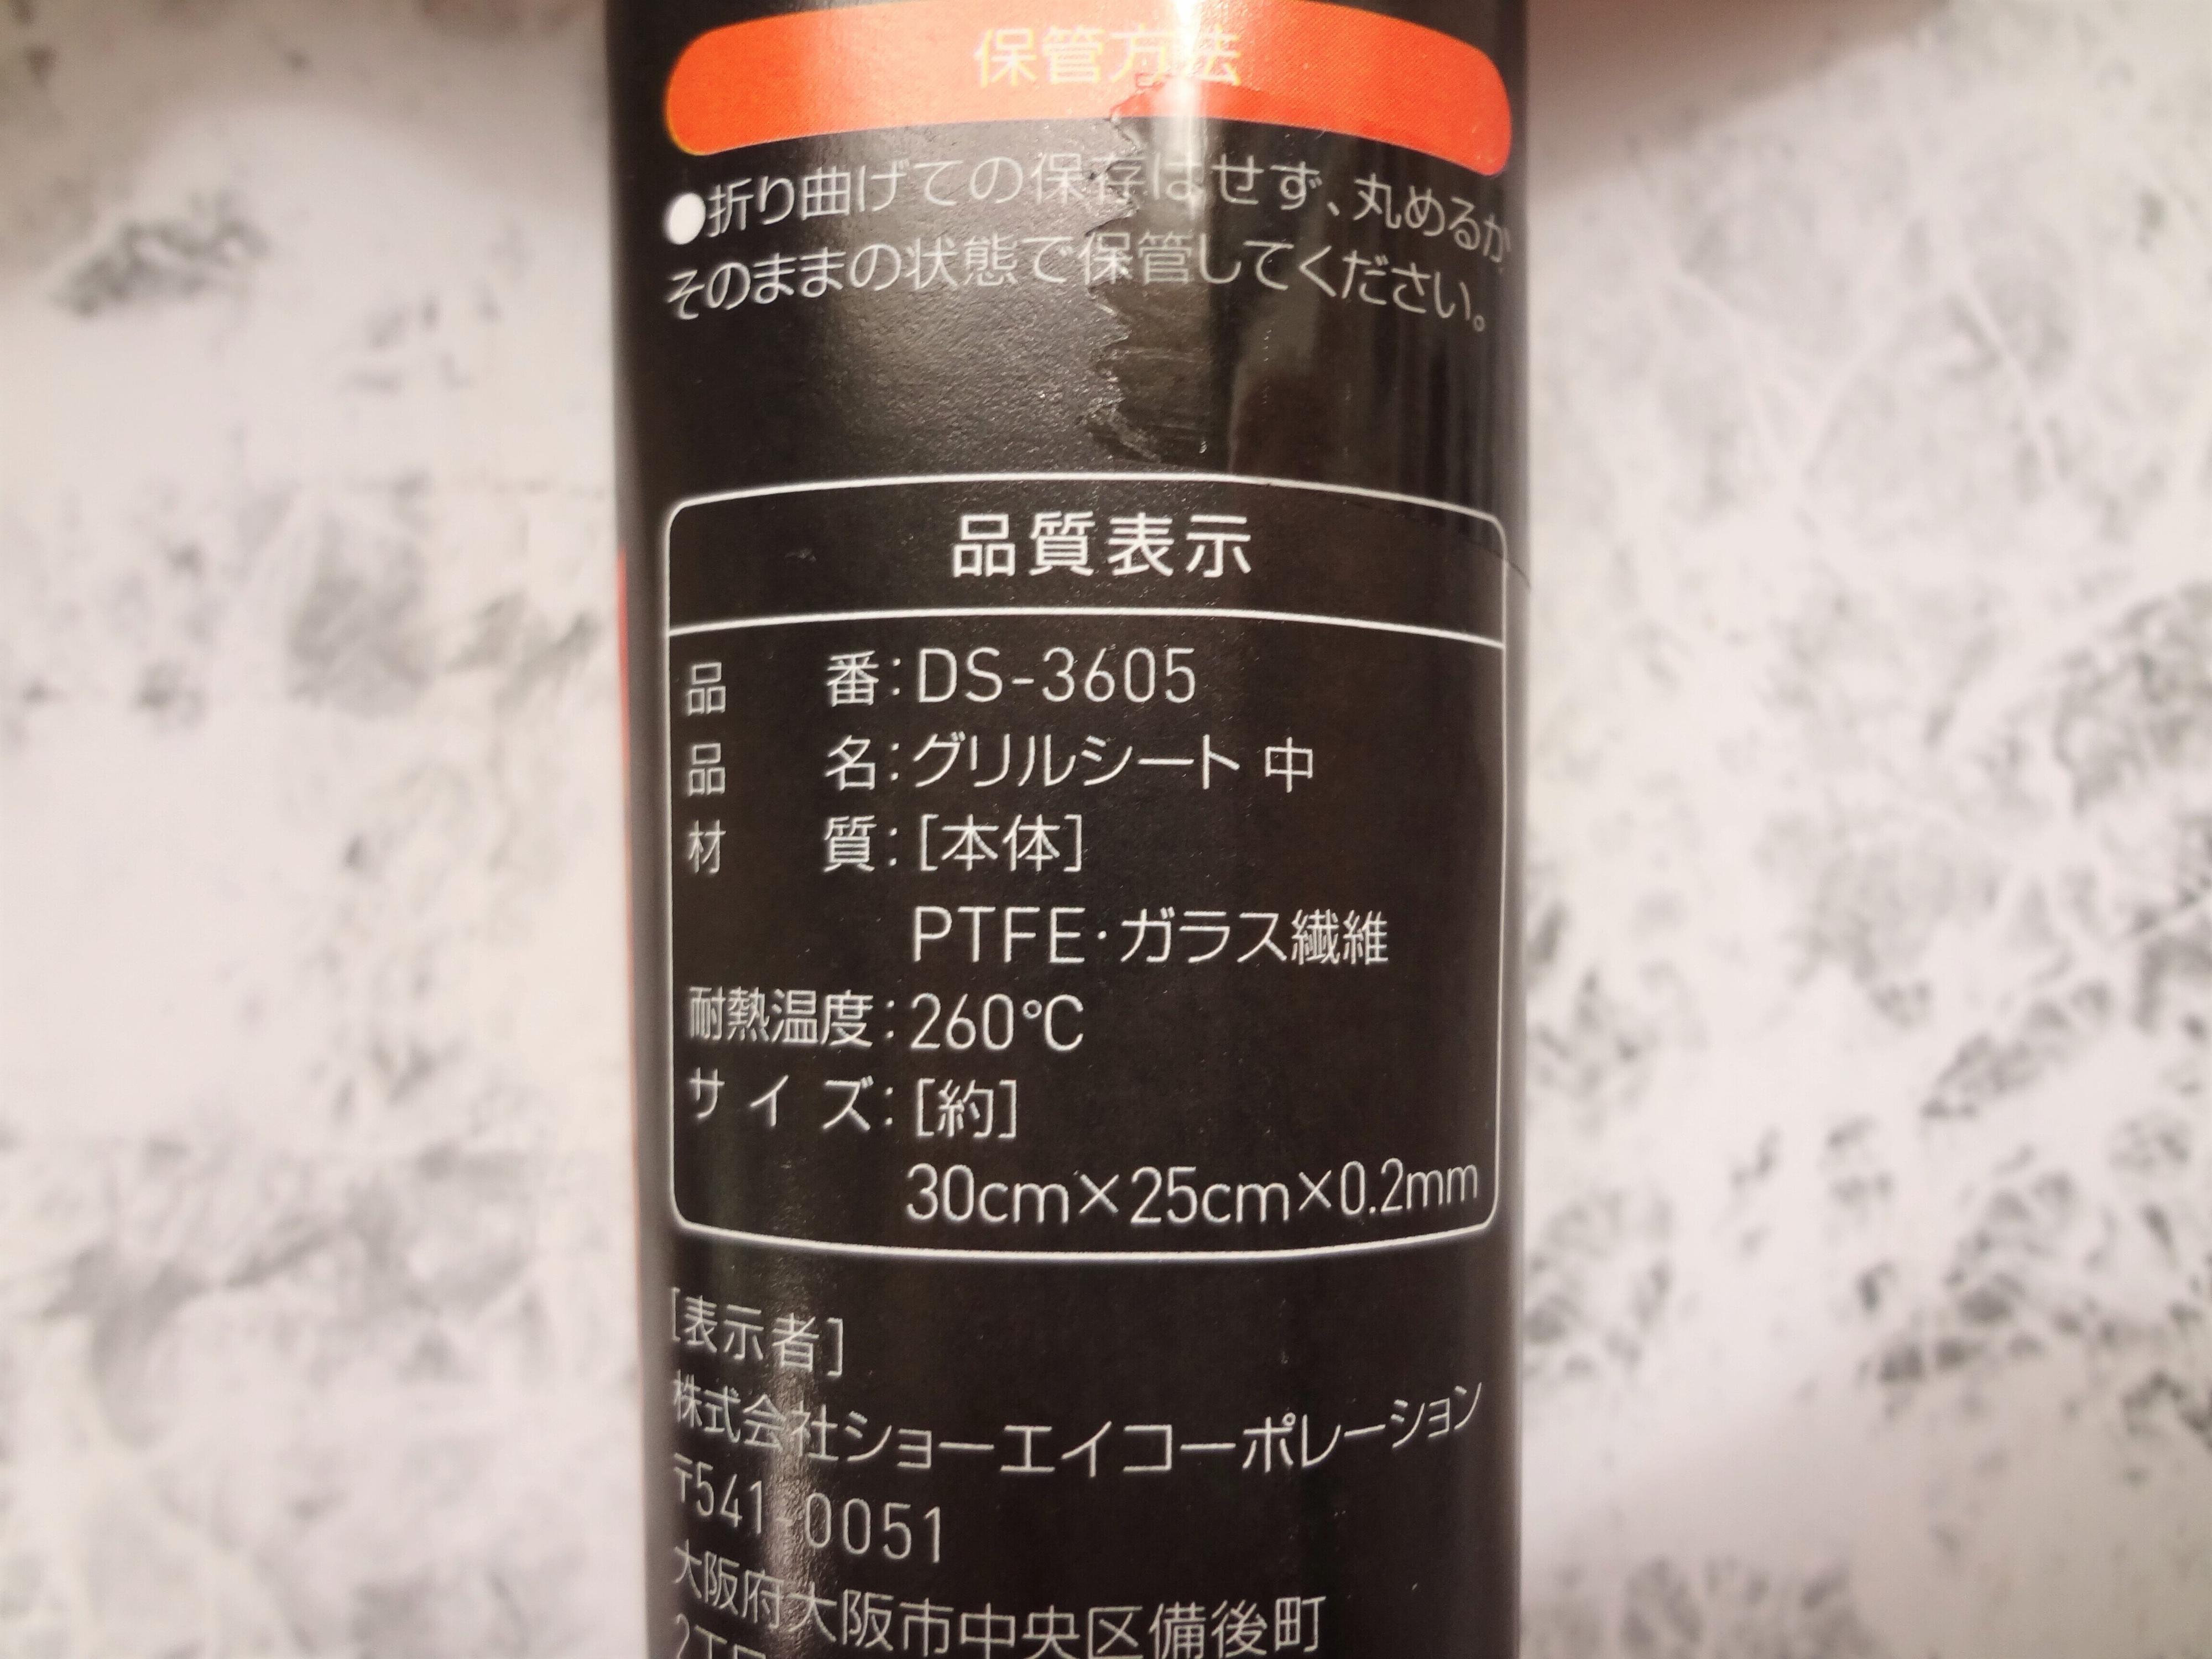 保管方法
●折り曲げての保存はせず、丸めるか
そのままの状態で保管してください。
品質表示
品 番：DS-3605
品 名：グリルシート 中
材 質：[本体]
PTFE・ガラス繊維
耐熱温度：260℃
サイズ：[約]
30cm×25cm×0.2mm
[表示者]
株式会社ショーエイコーポレーション
〒541-0051
大阪府大阪市中央区備後町